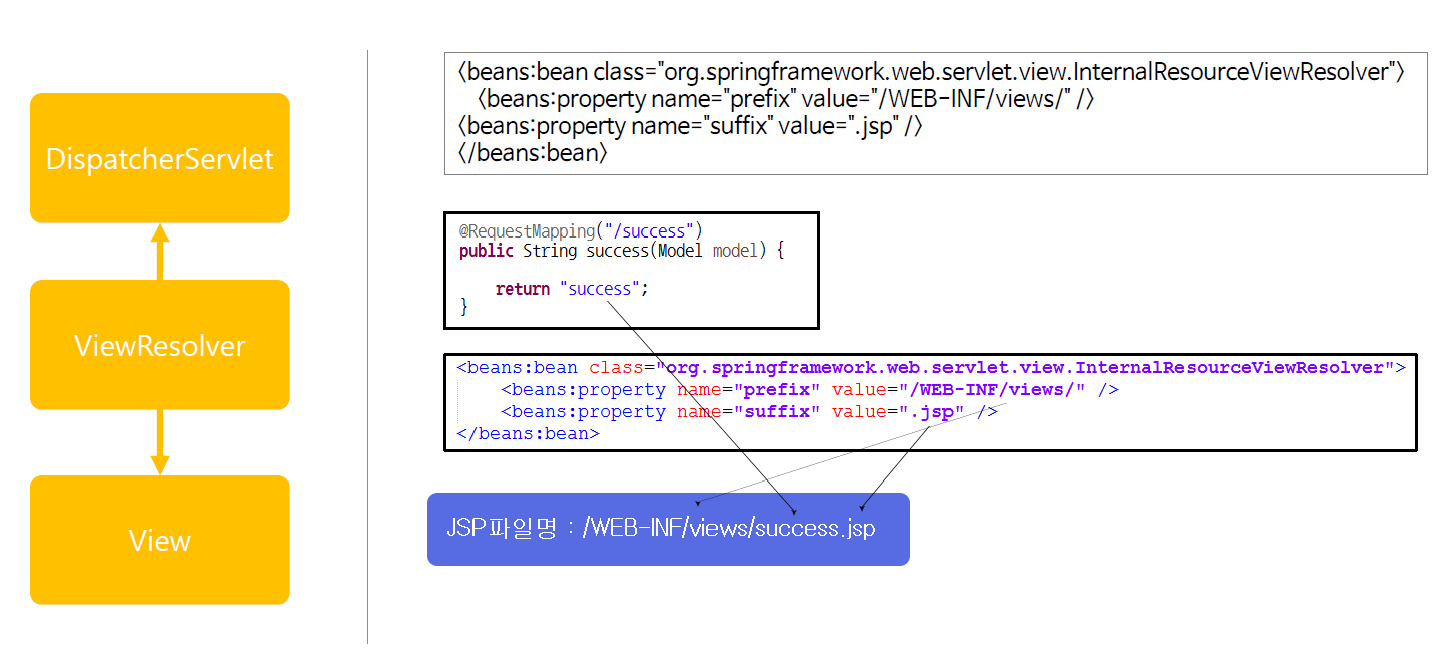 DispatcherServlet
ViewResolver
View
〈beans:bean class="org.springframework.web.servlet.view.InternalResourceViewResolver"〉
〈beans:property name="prefix" value="/WEB-INF/views/" /〉
〈beans:property name="suffix" value=".jsp" /〉
〈/beans:bean〉
@RequestMapping("/success")
public String success(Model model) {
return "success";
}
<beans:bean class="org.springframework.web.servlet.view.InternalResourceViewResolver">
<beans:property name="prefix" value="/WEB-INF/views/" />
<beans:property name="suffix" value=".jsp" />
</beans:bean>
JSP파일명 : /WEB-INF/views/success.jsp